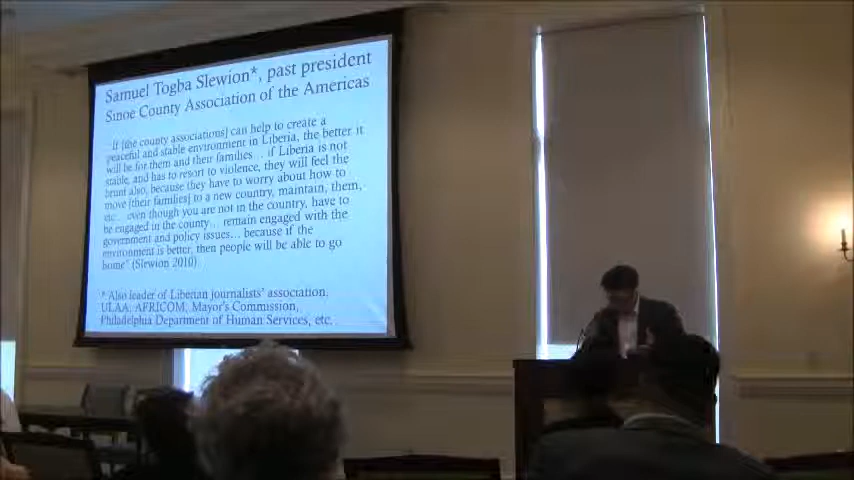 Samuel Togba Slewion*, past president
Sinoe County Association of the Americas
"If [the county associations] can help to create a
peaceful and stable environment in Liberia, the better it
will be for them and their families… if Liberia is not
stable, and has to resort to violence, they will feel the
brunt also, because they have to worry about how to
move [their families] to a new country, maintain, them,
etc… even though you are not in the country, have to
be engaged in the county… remain engaged with the
government and policy issues… because if the
environment is better, then people will be able to go
home" (Slewion 2010).
* Also leader of Liberian journalists' association,
ULAA, AFRICOM, Mayor's Commission,
Philadelphia Department of Human Services, etc.